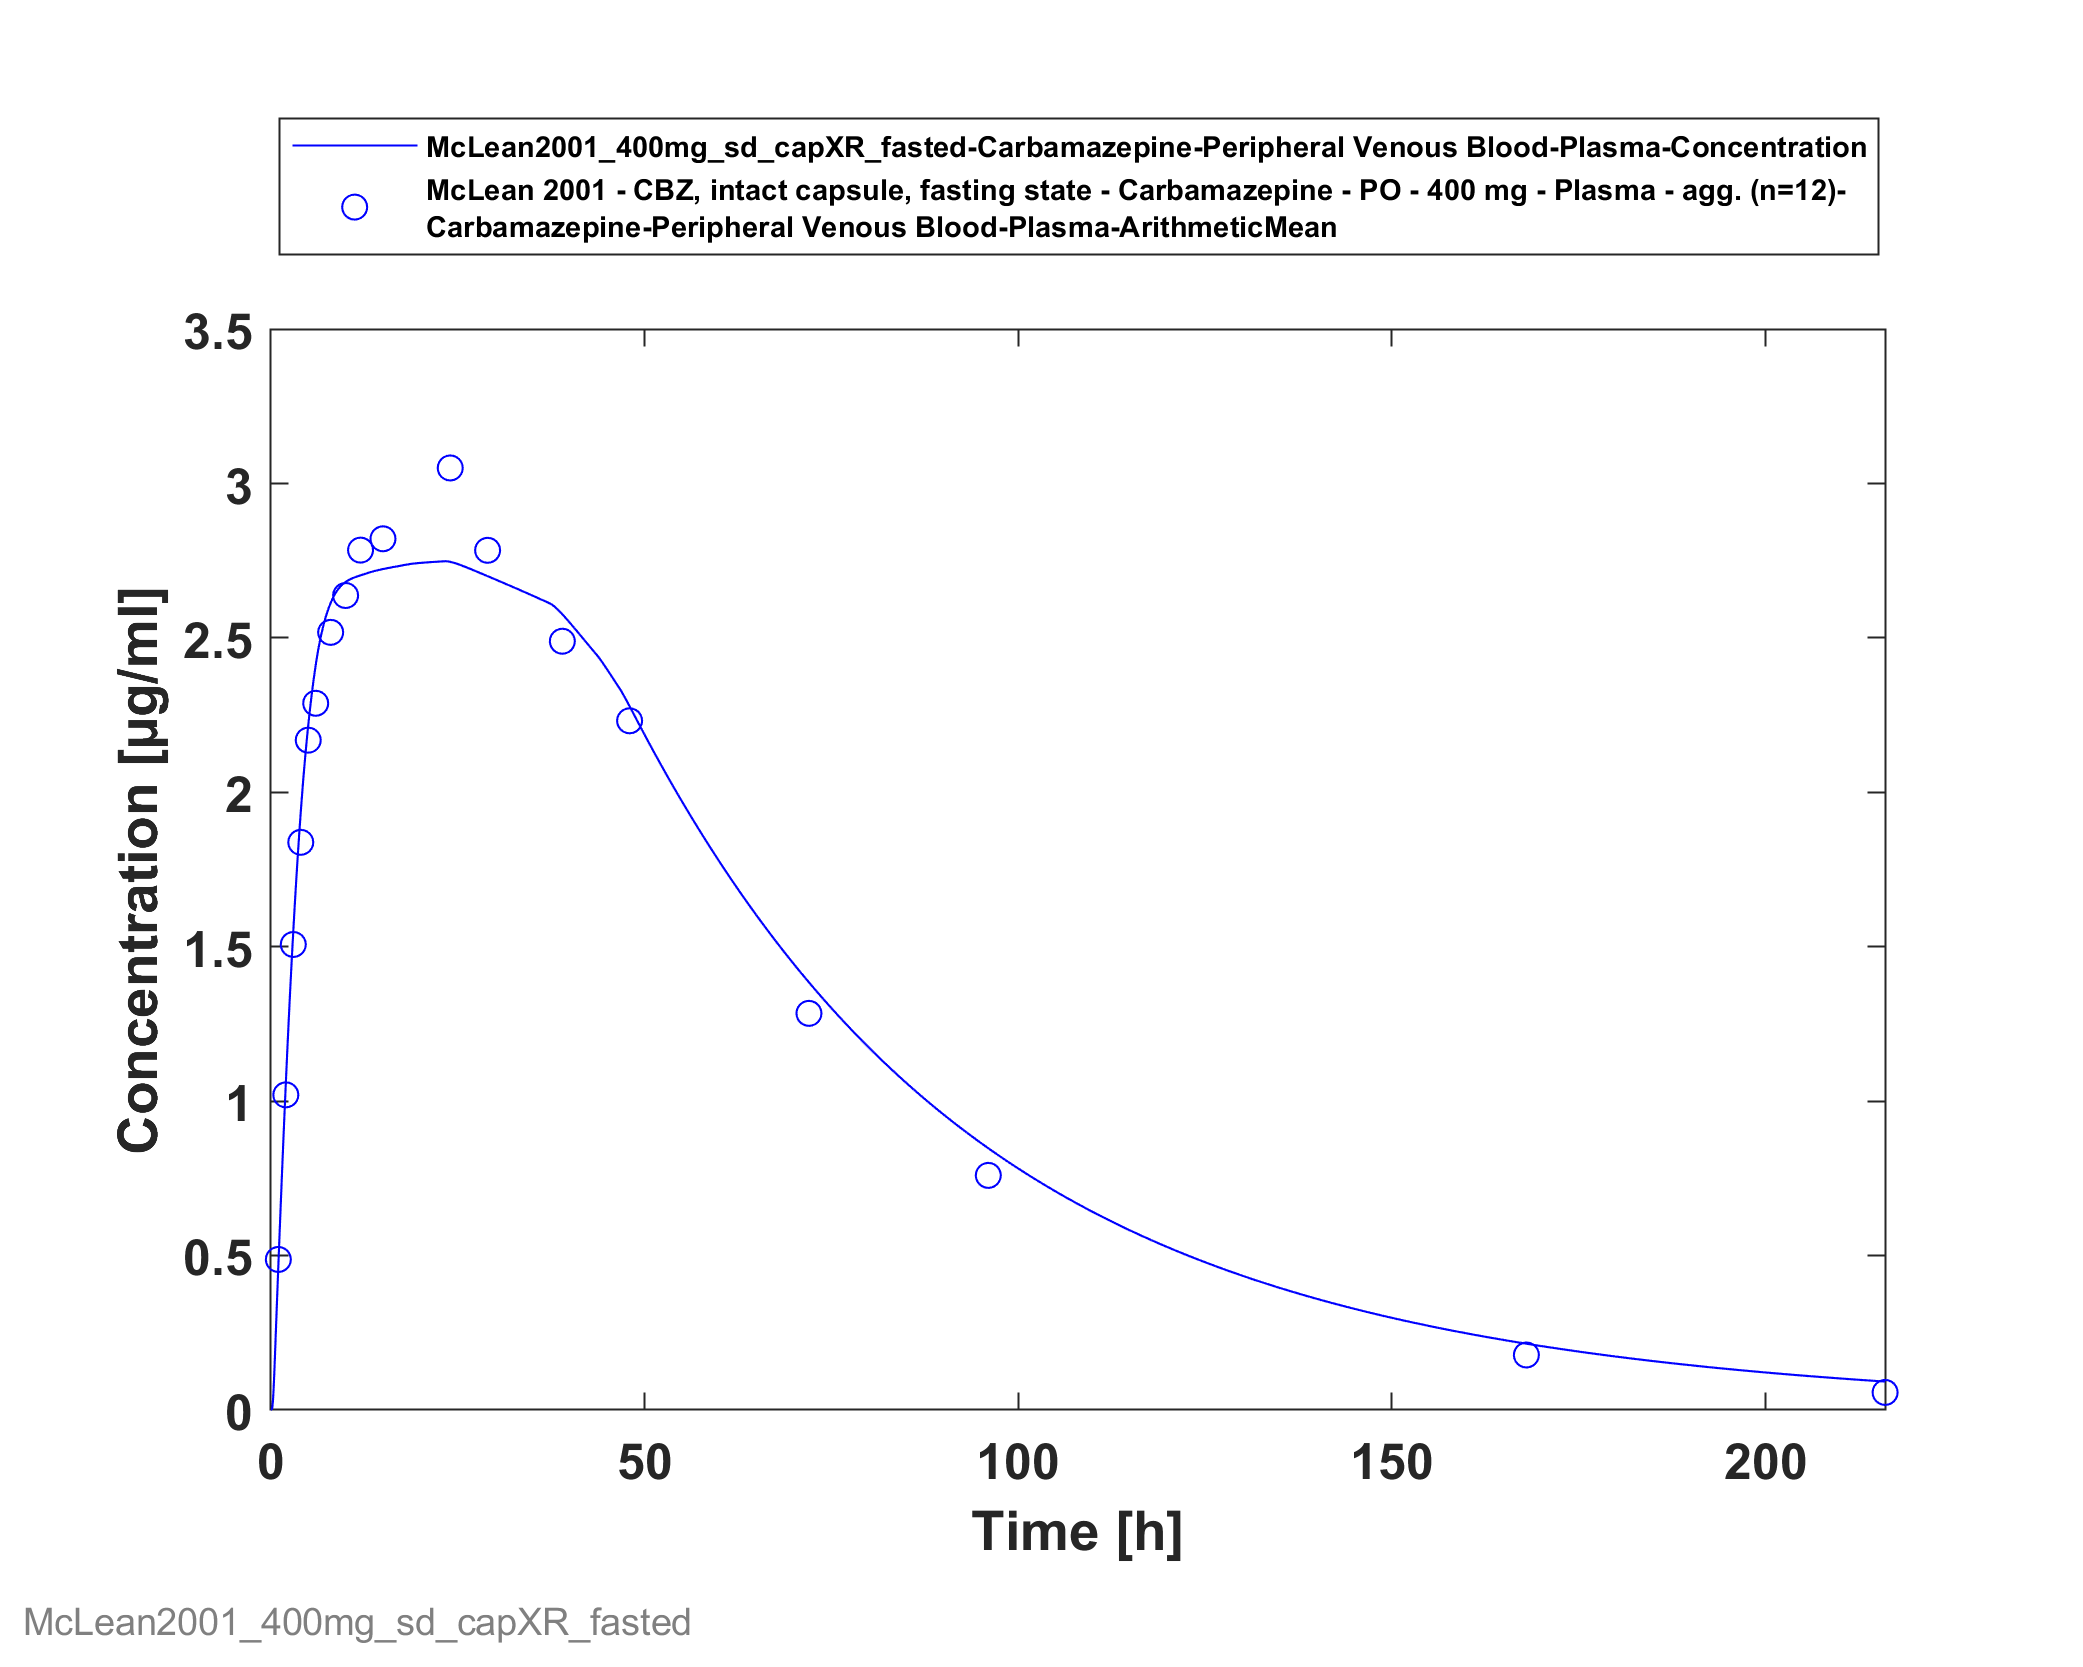 McLean2001_400mg_sd_capXR_fasted-Carbamazepine-Peripheral Venous Blood-Plasma-Concentration
McLean 2001 - CBZ, intact capsule, fasting state - Carbamazepine - PO - 400 mg - Plasma - agg. (n=12)-
Carbamazepine-Peripheral Venous Blood-Plasma-ArithmeticMean
3.5
3
2.5
2
1.5
1
0.5
0
Concentration [µg/ml]
0 50 100 150 200
Time [h]
McLean2001_400mg_sd_capXR_fasted